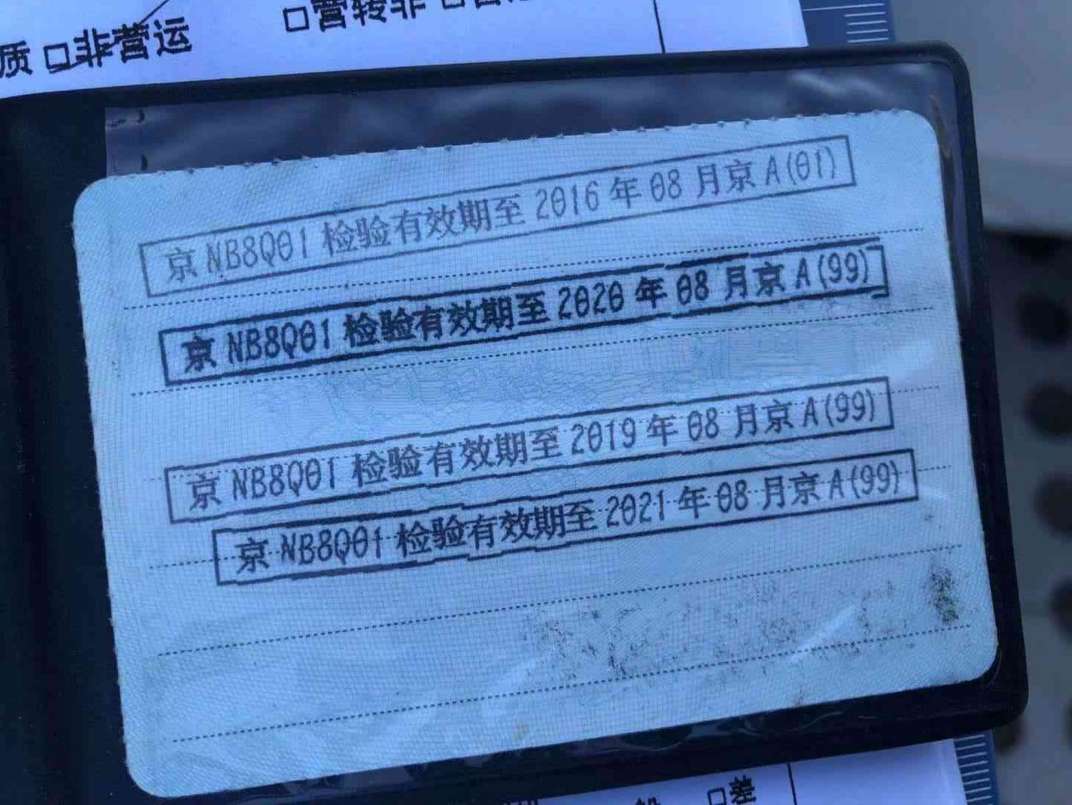 质 □非营运
□营转非
京 NB8Q01 检验有效期至 2016 年 08 月京 A(01)
京 NB8Q01 检验有效期至 2020 年 08 月京 A(99)
京 NB8Q01 检验有效期至 2019 年 08 月京 A(99)
京 NB8Q01 检验有效期至 2021 年 08 月京 A(99)
□差